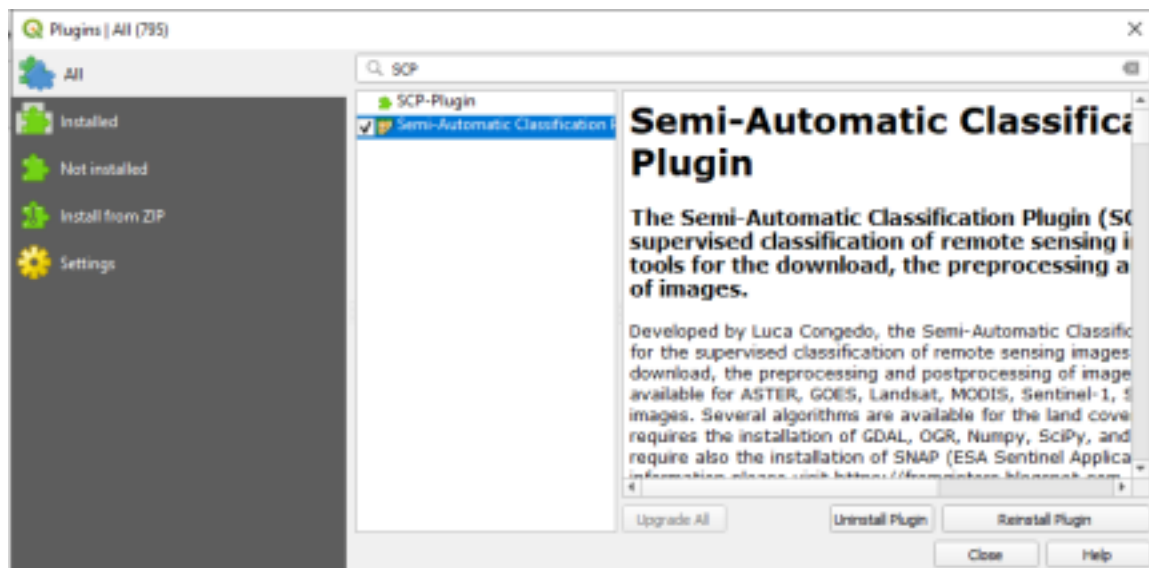 Plugins | All (795)
All
Installed
Not installed
Install from ZIP
Settings
SCP
SCP-Plugin
Semi-Automatic Classification
Semi-Automatic Classifica
Plugin
The Semi-Automatic Classification Plugin (SC
supervised classification of remote sensing i
tools for the download, the preprocessing a
of images.
Developed by Luca Congedo, the Semi-Automatic Classific
for the supervised classification of remote sensing images
download, the preprocessing and postprocessing of image
available for ASTER, GOES, Landsat, MODIS, Sentinel-1, S
images. Several algorithms are available for the land cove
requires the installation of GDAL, OGR, Numpy, SciPy, and
require also the installation of SNAP (ESA Sentinel Applica
Upgrade All
Uninstall Plugin
Reinstall Plugin
Close
Help